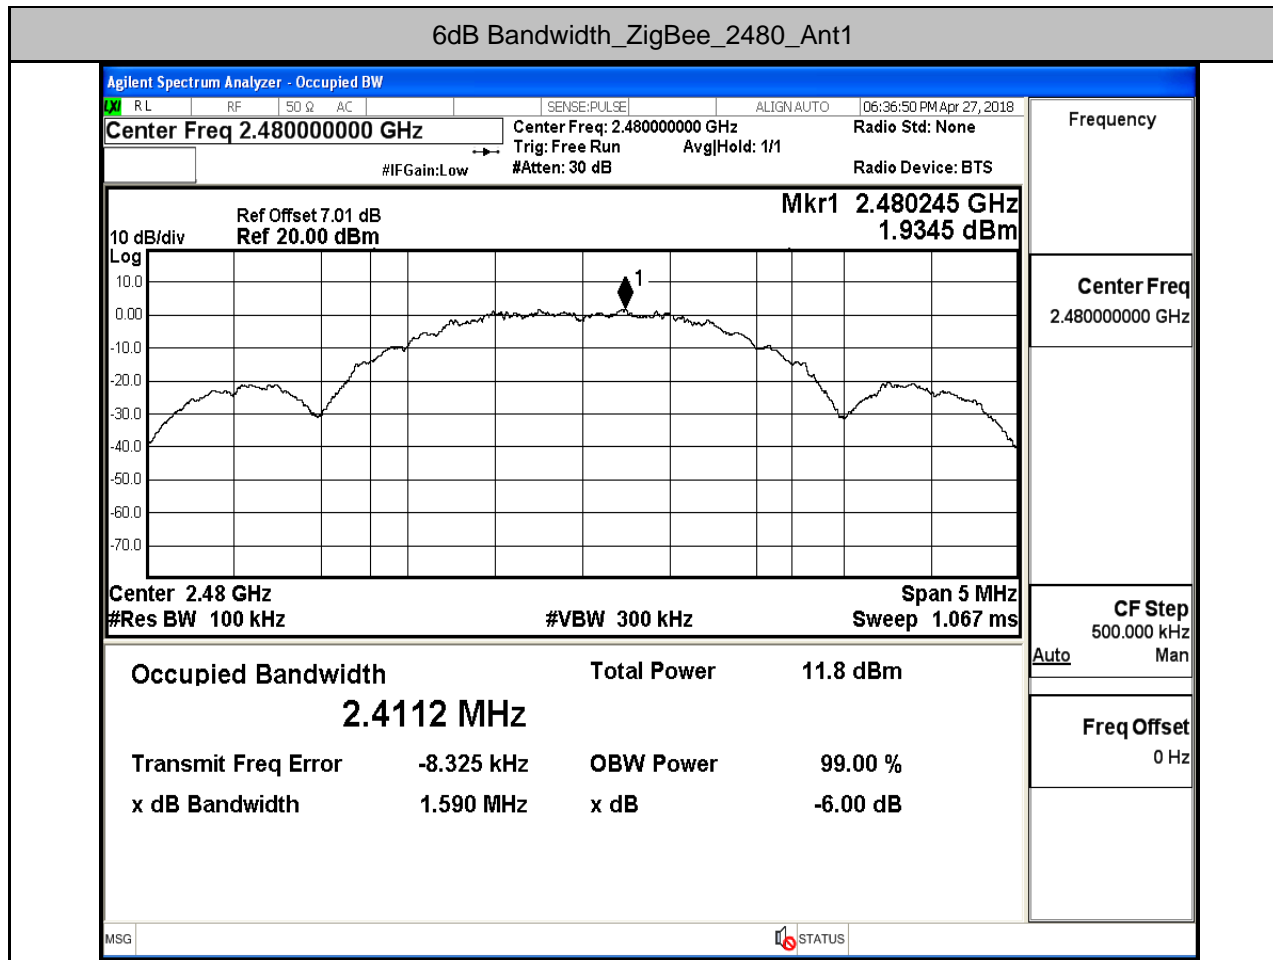 6dB Bandwidth_ZigBee_2480_Ant1
Agilent Spectrum Analyzer - Occupied BW
LXI RL RF 50 Ω AC SENSE:PULSE ALIGN AUTO 06:36:50 PM Apr 27, 2018
Center Freq 2.480000000 GHz
Center Freq: 2.480000000 GHz
Radio Std: None
Trig: Free Run Avg|Hold: 1/1
#IFGain:Low #Atten: 30 dB Radio Device: BTS
Mkr1 2.480245 GHz
1.9345 dBm
Ref Offset 7.01 dB
10 dB/div Ref 20.00 dBm
Log
10.0
0.00
-10.0
-20.0
-30.0
-40.0
-50.0
-60.0
-70.0
1
Center 2.48 GHz Span 5 MHz
#Res BW 100 kHz #VBW 300 kHz Sweep 1.067 ms
Occupied Bandwidth Total Power 11.8 dBm
2.4112 MHz
Transmit Freq Error -8.325 kHz OBW Power 99.00 %
x dB Bandwidth 1.590 MHz x dB -6.00 dB
Frequency
Center Freq
2.480000000 GHz
CF Step
500.000 kHz
Auto Man
Freq Offset
0 Hz
MSG STATUS